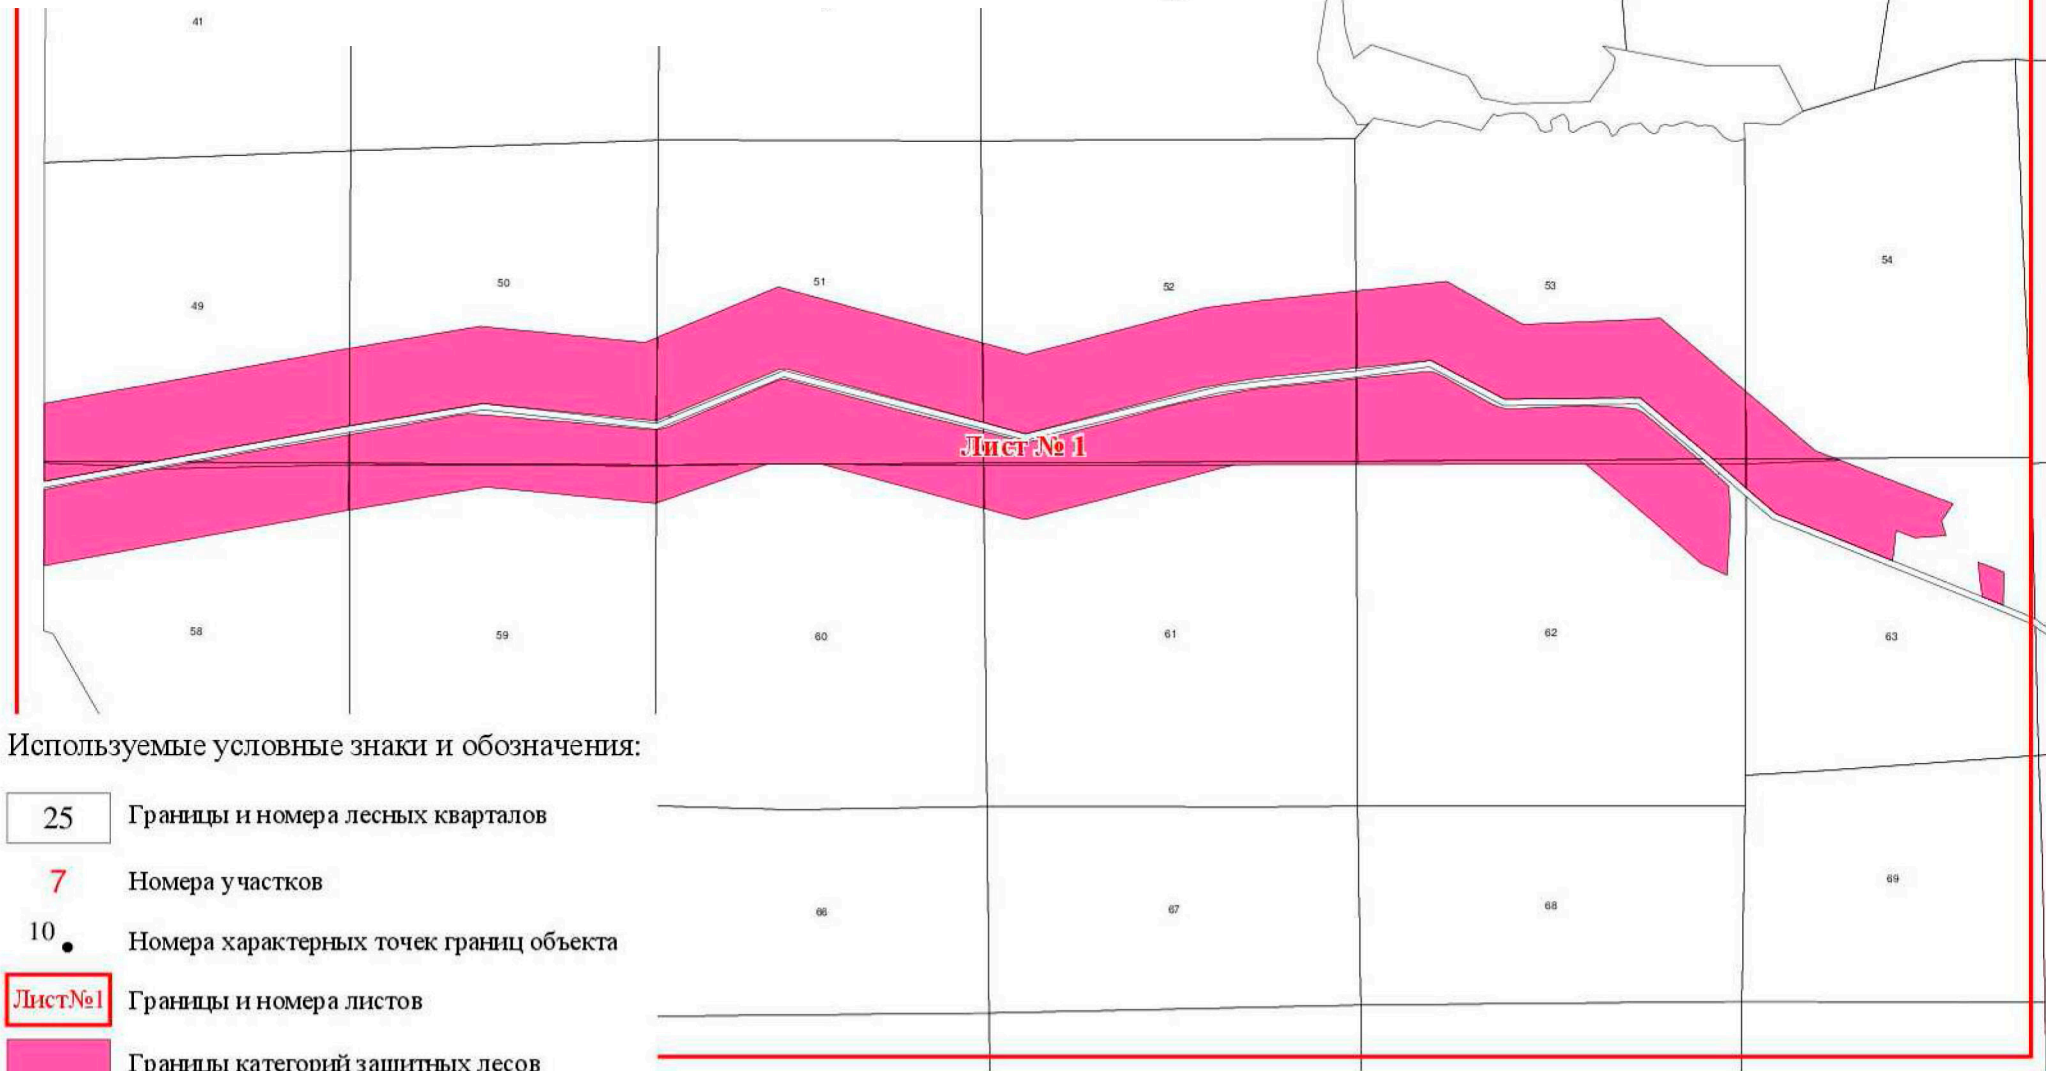 41
49
50
51
52
53
54
Лист № 1
58
59
60
61
62
63
Используемые условные знаки и обозначения:
25 Границы и номера лесных кварталов
7 Номера участков
10 Номера характерных точек границ объекта
Лист№1 Границы и номера листов
Границы категорий защитных лесов
66
67
68
69